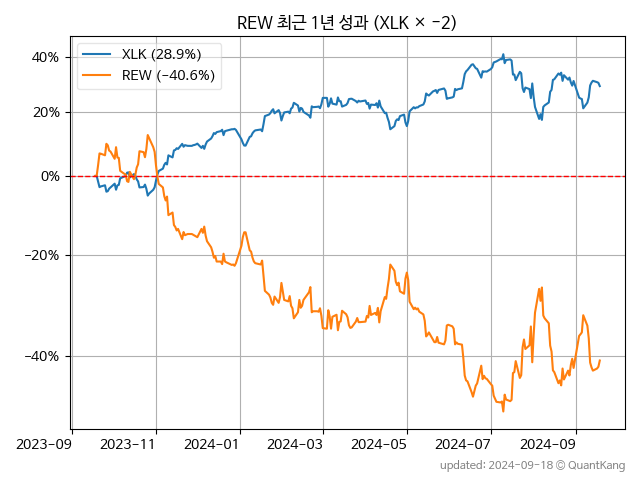 REW 최근 1년 성과 (XLK × −2)
XLK (28.9%)
REW (−40.6%)
40%
20%
0%
−20%
−40%
2023-09 2023-11 2024-01 2024-03 2024-05 2024-07 2024-09
updated: 2024-09-18 © QuantKang